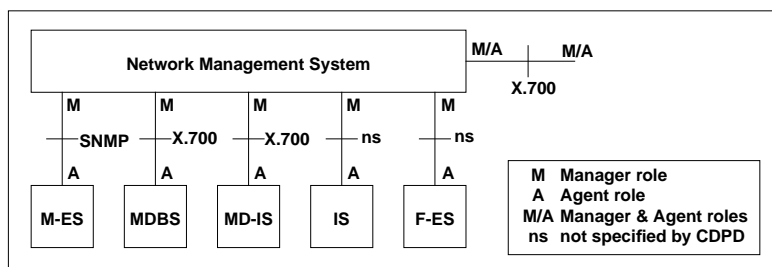 M/A M/A
Network Management System
X.700
M M M M M
SNMP X.700 X.700 ns ns
A A A A A
M-ES MDBS MD-IS IS F-ES
M Manager role
A Agent role
M/A Manager & Agent roles
ns not specified by CDPD